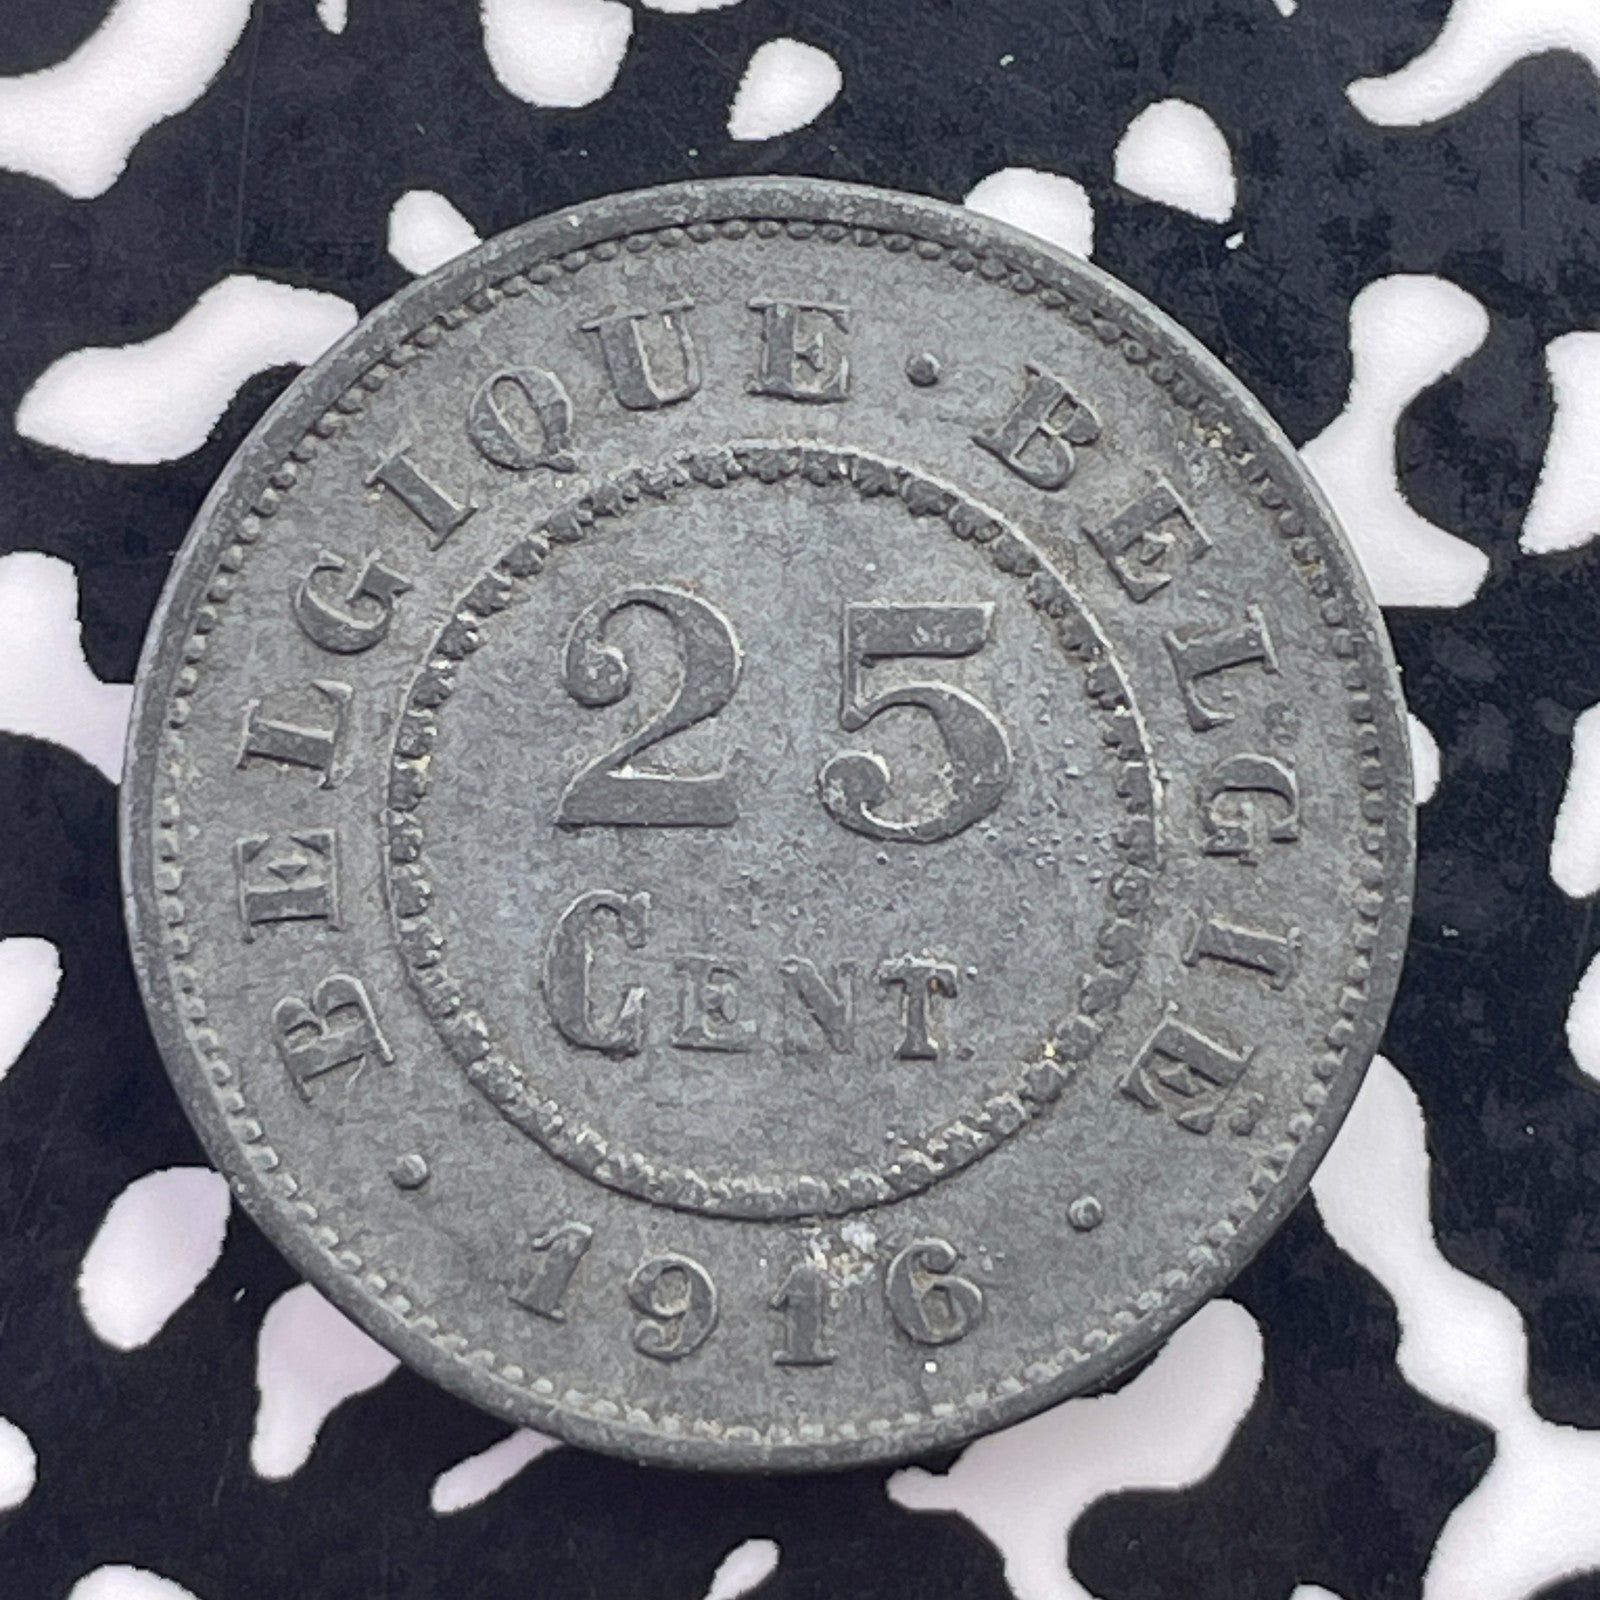 BELGIQUE · BELGIE
25
CENT
· 1916 ·